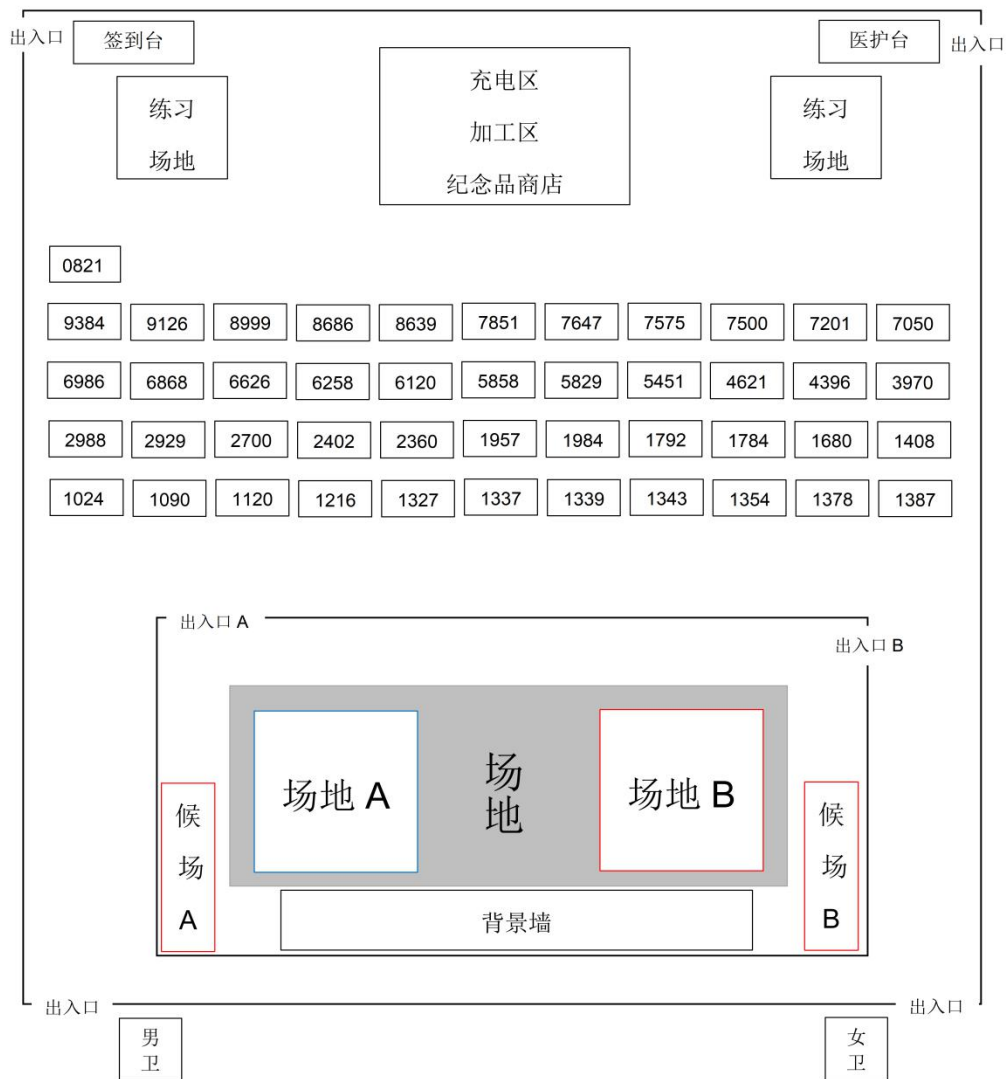 出入口 签到台 医护台 出入口
练习
场地
充电区
加工区
纪念品商店
练习
场地
0821
9384 9126 8999 8686 8639 7851 7647 7575 7500 7201 7050
6986 6868 6626 6258 6120 5858 5829 5451 4621 4396 3970
2988 2929 2700 2402 2360 1957 1984 1792 1784 1680 1408
1024 1090 1120 1216 1327 1337 1339 1343 1354 1378 1387
出入口 A
出入口 B
候
场
A
场地 A
场
地
场地 B
候
场
B
背景墙
出入口 出入口
男
卫
女
卫